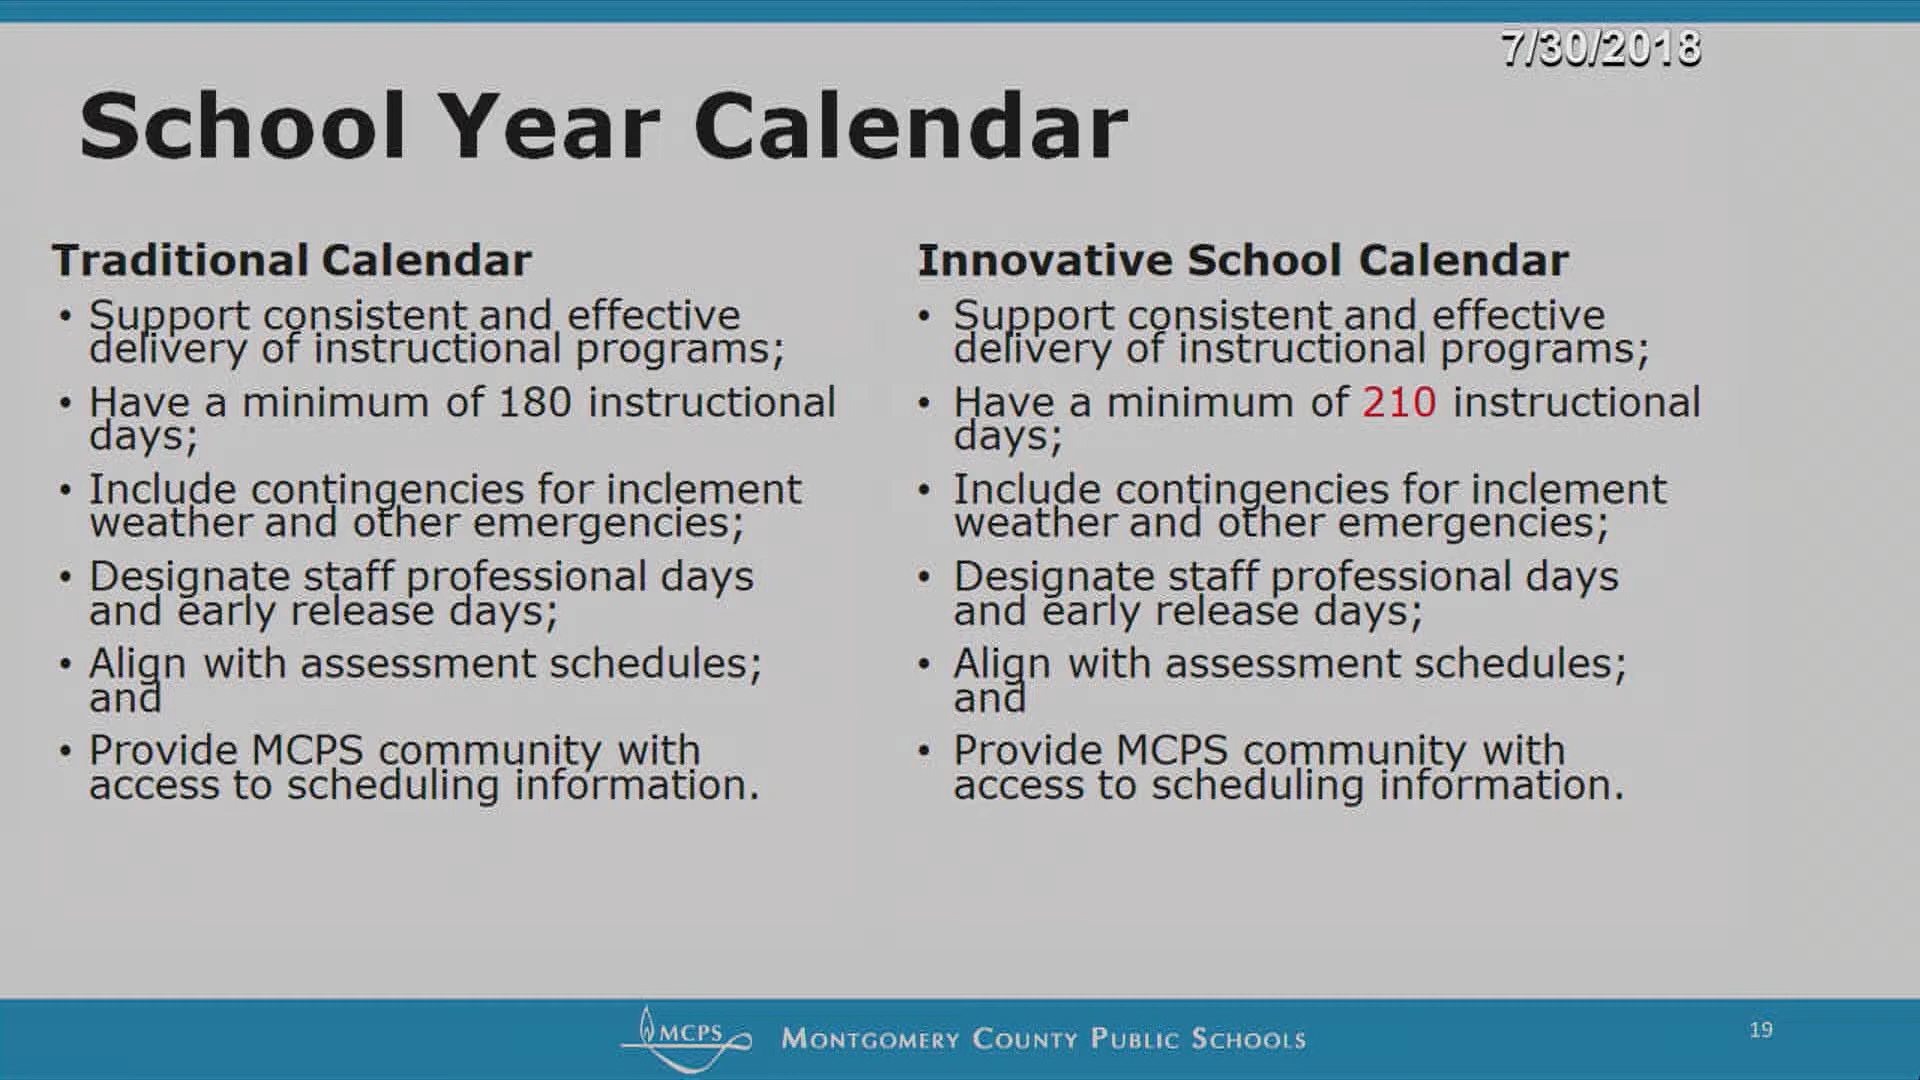 7/30/2018
School Year Calendar
Traditional Calendar
• Support consistent and effective
delivery of instructional programs;
• Have a minimum of 180 instructional
days;
• Include contingencies for inclement
weather and other emergencies;
• Designate staff professional days
and early release days;
• Align with assessment schedules;
and
• Provide MCPS community with
access to scheduling information.
Innovative School Calendar
• Support consistent and effective
delivery of instructional programs;
• Have a minimum of 210 instructional
days;
• Include contingencies for inclement
weather and other emergencies;
• Designate staff professional days
and early release days;
• Align with assessment schedules;
and
• Provide MCPS community with
access to scheduling information.
MCPS
MONTGOMERY COUNTY PUBLIC SCHOOLS
19